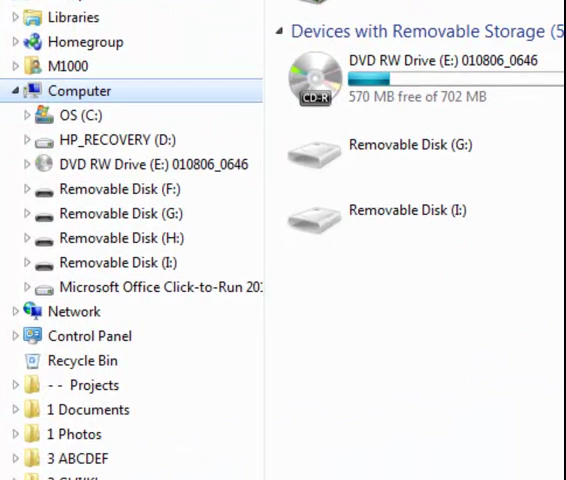 Libraries
Homegroup
M1000
Computer
OS (C:)
HP_RECOVERY (D:)
DVD RW Drive (E:) 010806_0646
Removable Disk (F:)
Removable Disk (G:)
Removable Disk (H:)
Removable Disk (I:)
Microsoft Office Click-to-Run 20
Network
Control Panel
Recycle Bin
- - Projects
1 Documents
1 Photos
3 ABCDEF
Devices with Removable Storage (5
DVD RW Drive (E:) 010806_0646
CD-R
570 MB free of 702 MB
Removable Disk (G:)
Removable Disk (I:)